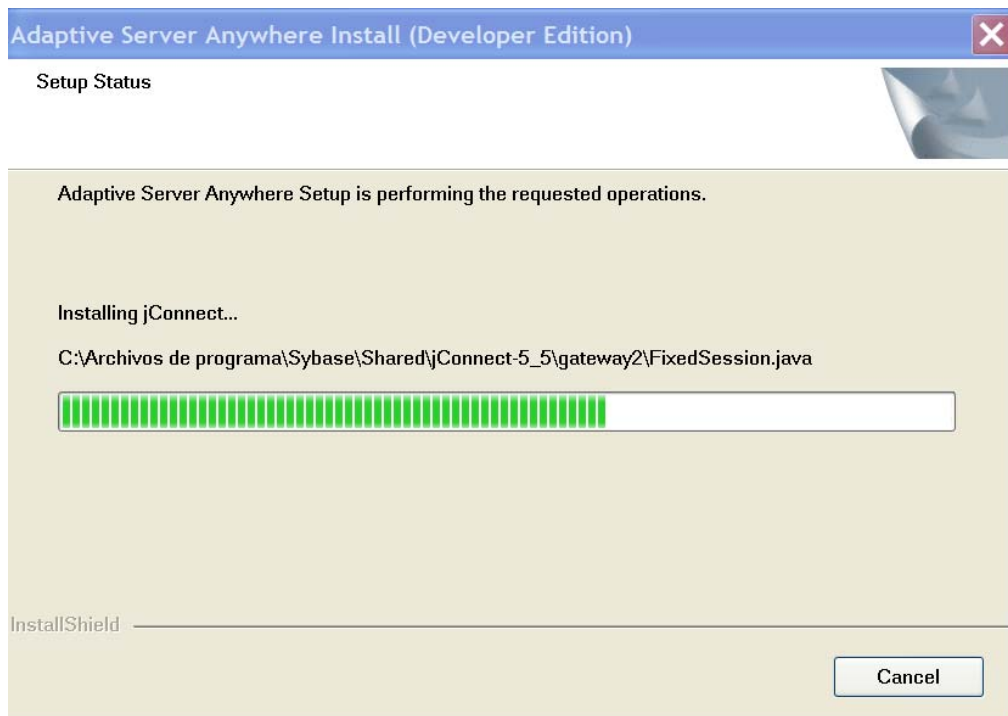 Adaptive Server Anywhere Install (Developer Edition)
Setup Status
Adaptive Server Anywhere Setup is performing the requested operations.
Installing jConnect...
C:\Archivos de programa\Sybase\Shared\jConnect-5_5\gateway2\FixedSession.java
InstallShield
Cancel